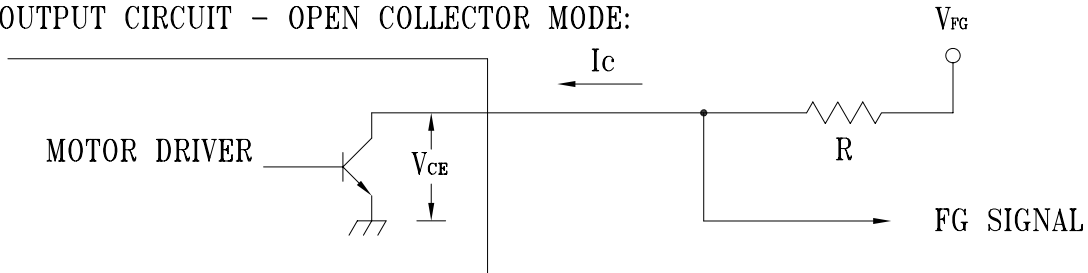 OUTPUT CIRCUIT - OPEN COLLECTOR MODE:
VFG
Ic
MOTOR DRIVER
VCE
R
FG SIGNAL